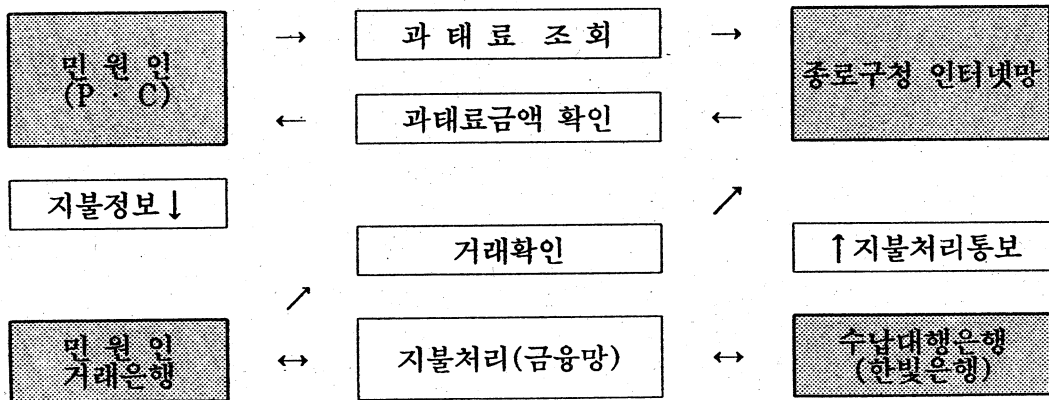 민 원 인
(P · C)
→ 과 태 료 조 회 →
종로구청 인터넷망
← 과태료금액 확인 ←
지불정보↓
↗
거래확인
↑지불처리통보
↗
민 원 인
거래은행
↔ 지불처리(금융망) ↔
수납대행은행
(한빛은행)